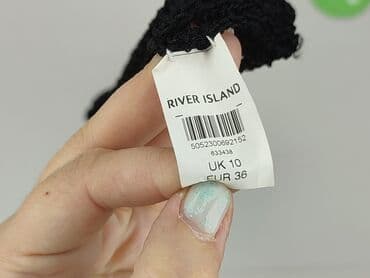 RIVER ISLAND
5052300692152
633438
UK 10
EUR 36